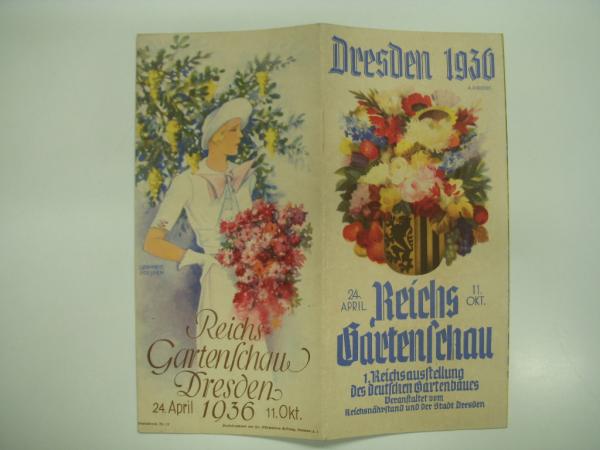 Reichs
Gartenschau
Dresden
24. April 1936 11. Okt.
Dresden 1936
24.
APRIL
Reichs
11.
OKT.
Gartenschau
1. Reichsausstellung
des deutschen Gartenbaues
Veranstaltet vom
Reichsnährstand und der Stadt Dresden